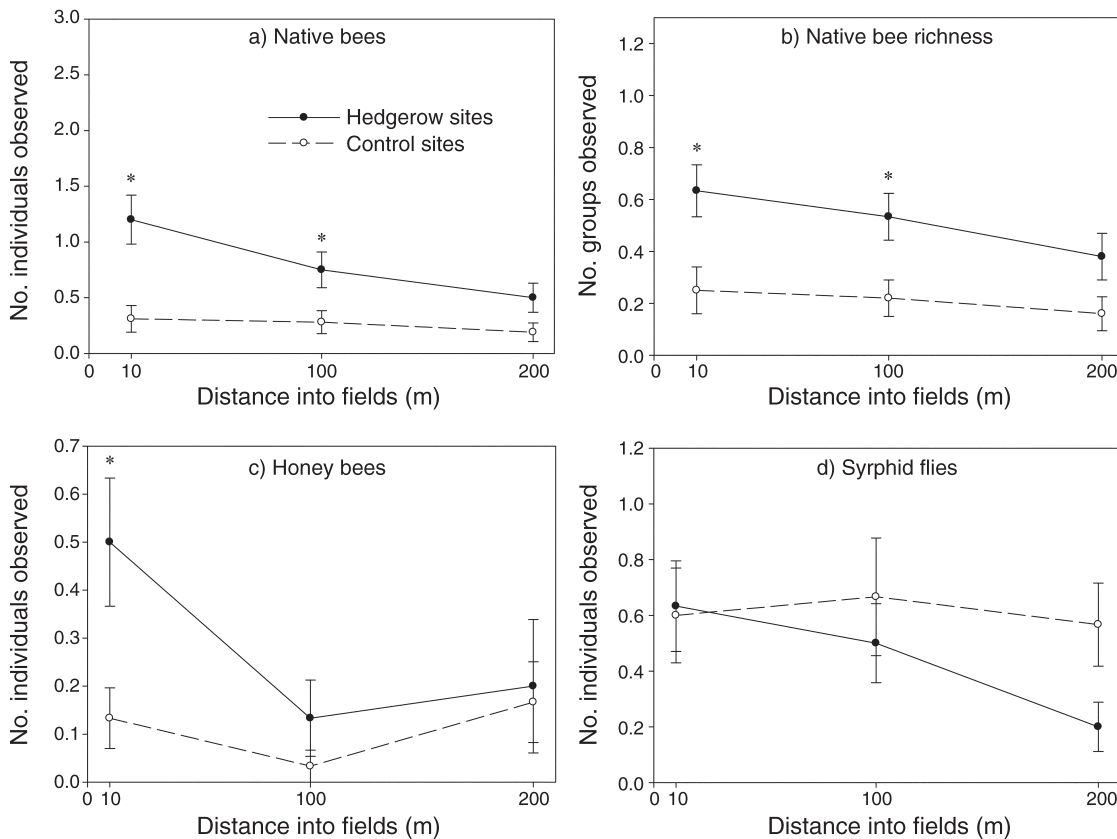 a) Native bees
No. individuals observed
3.0
2.5
2.0
1.5
1.0
0.5
0.0
Hedgerow sites
Control sites
*
*
0 10 100 200
Distance into fields (m)
b) Native bee richness
No. groups observed
1.2
1.0
0.8
0.6
0.4
0.2
0.0
*
*
0 10 100 200
Distance into fields (m)
c) Honey bees
No. individuals observed
0.7
0.6
0.5
0.4
0.3
0.2
0.1
0.0
*
0 10 100 200
Distance into fields (m)
d) Syrphid flies
No. individuals observed
1.2
1.0
0.8
0.6
0.4
0.2
0.0
0 10 100 200
Distance into fields (m)